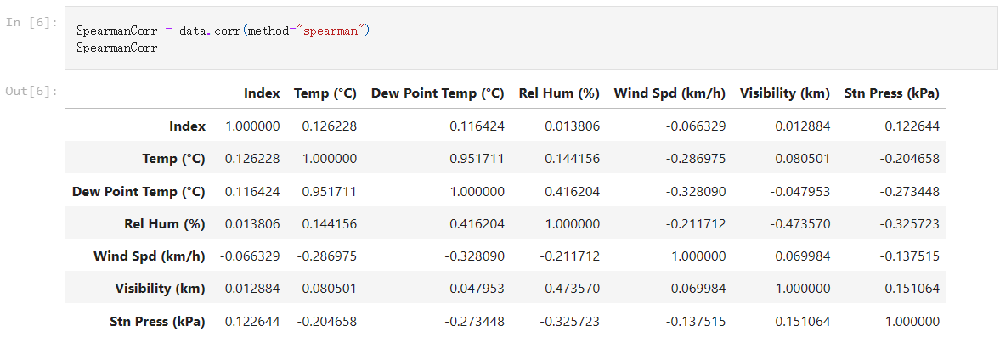 In [6]:
SpearmanCorr = data.corr(method="spearman")
SpearmanCorr
Out[6]:
Index Temp (°C) Dew Point Temp (°C) Rel Hum (%) Wind Spd (km/h) Visibility (km) Stn Press (kPa)
Index 1.000000 0.126228 0.116424 0.013806 -0.066329 0.012884 0.122644
Temp (°C) 0.126228 1.000000 0.951711 0.144156 -0.286975 0.080501 -0.204658
Dew Point Temp (°C) 0.116424 0.951711 1.000000 0.416204 -0.328090 -0.047953 -0.273448
Rel Hum (%) 0.013806 0.144156 0.416204 1.000000 -0.211712 -0.473570 -0.325723
Wind Spd (km/h) -0.066329 -0.286975 -0.328090 -0.211712 1.000000 0.069984 -0.137515
Visibility (km) 0.012884 0.080501 -0.047953 -0.473570 0.069984 1.000000 0.151064
Stn Press (kPa) 0.122644 -0.204658 -0.273448 -0.325723 -0.137515 0.151064 1.000000